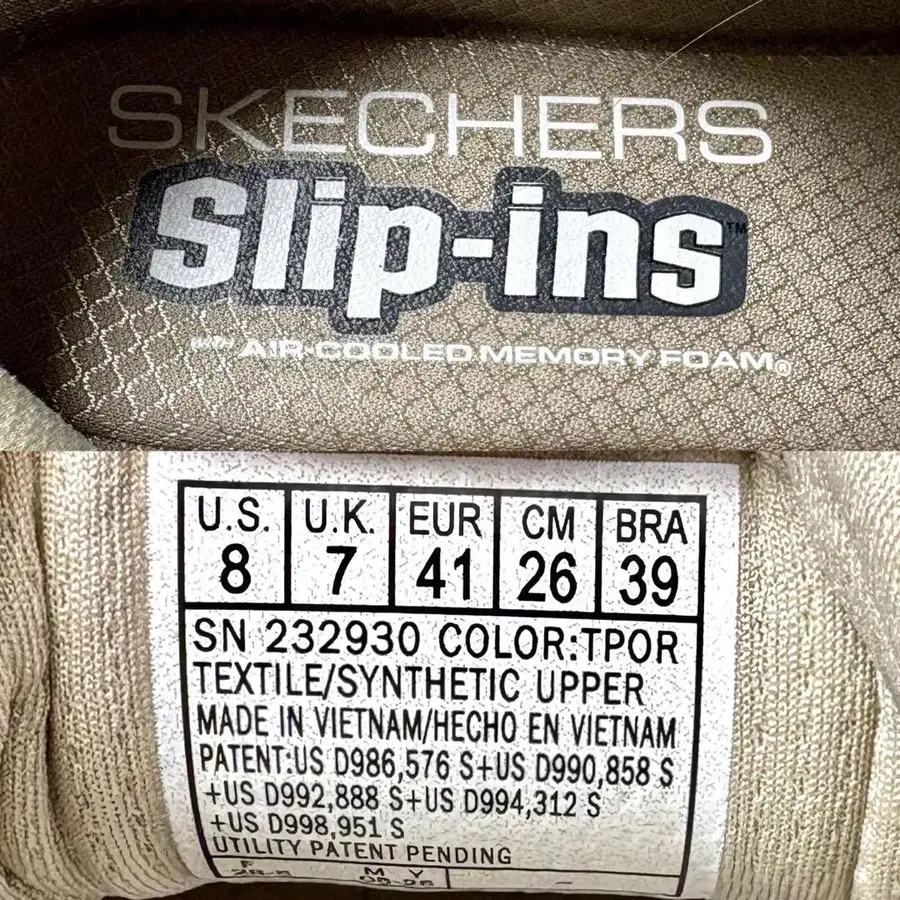 SKECHERS
Slip-ins™
WITH AIR-COOLED MEMORY FOAM®
U.S. U.K. EUR CM BRA
8 7 41 26 39
SN 232930 COLOR:TPOR
TEXTILE/SYNTHETIC UPPER
MADE IN VIETNAM/HECHO EN VIETNAM
PATENT:US D986,576 S+US D990,858 S
+US D992,888 S+US D994,312 S
+US D998,951 S
UTILITY PATENT PENDING
F M Y